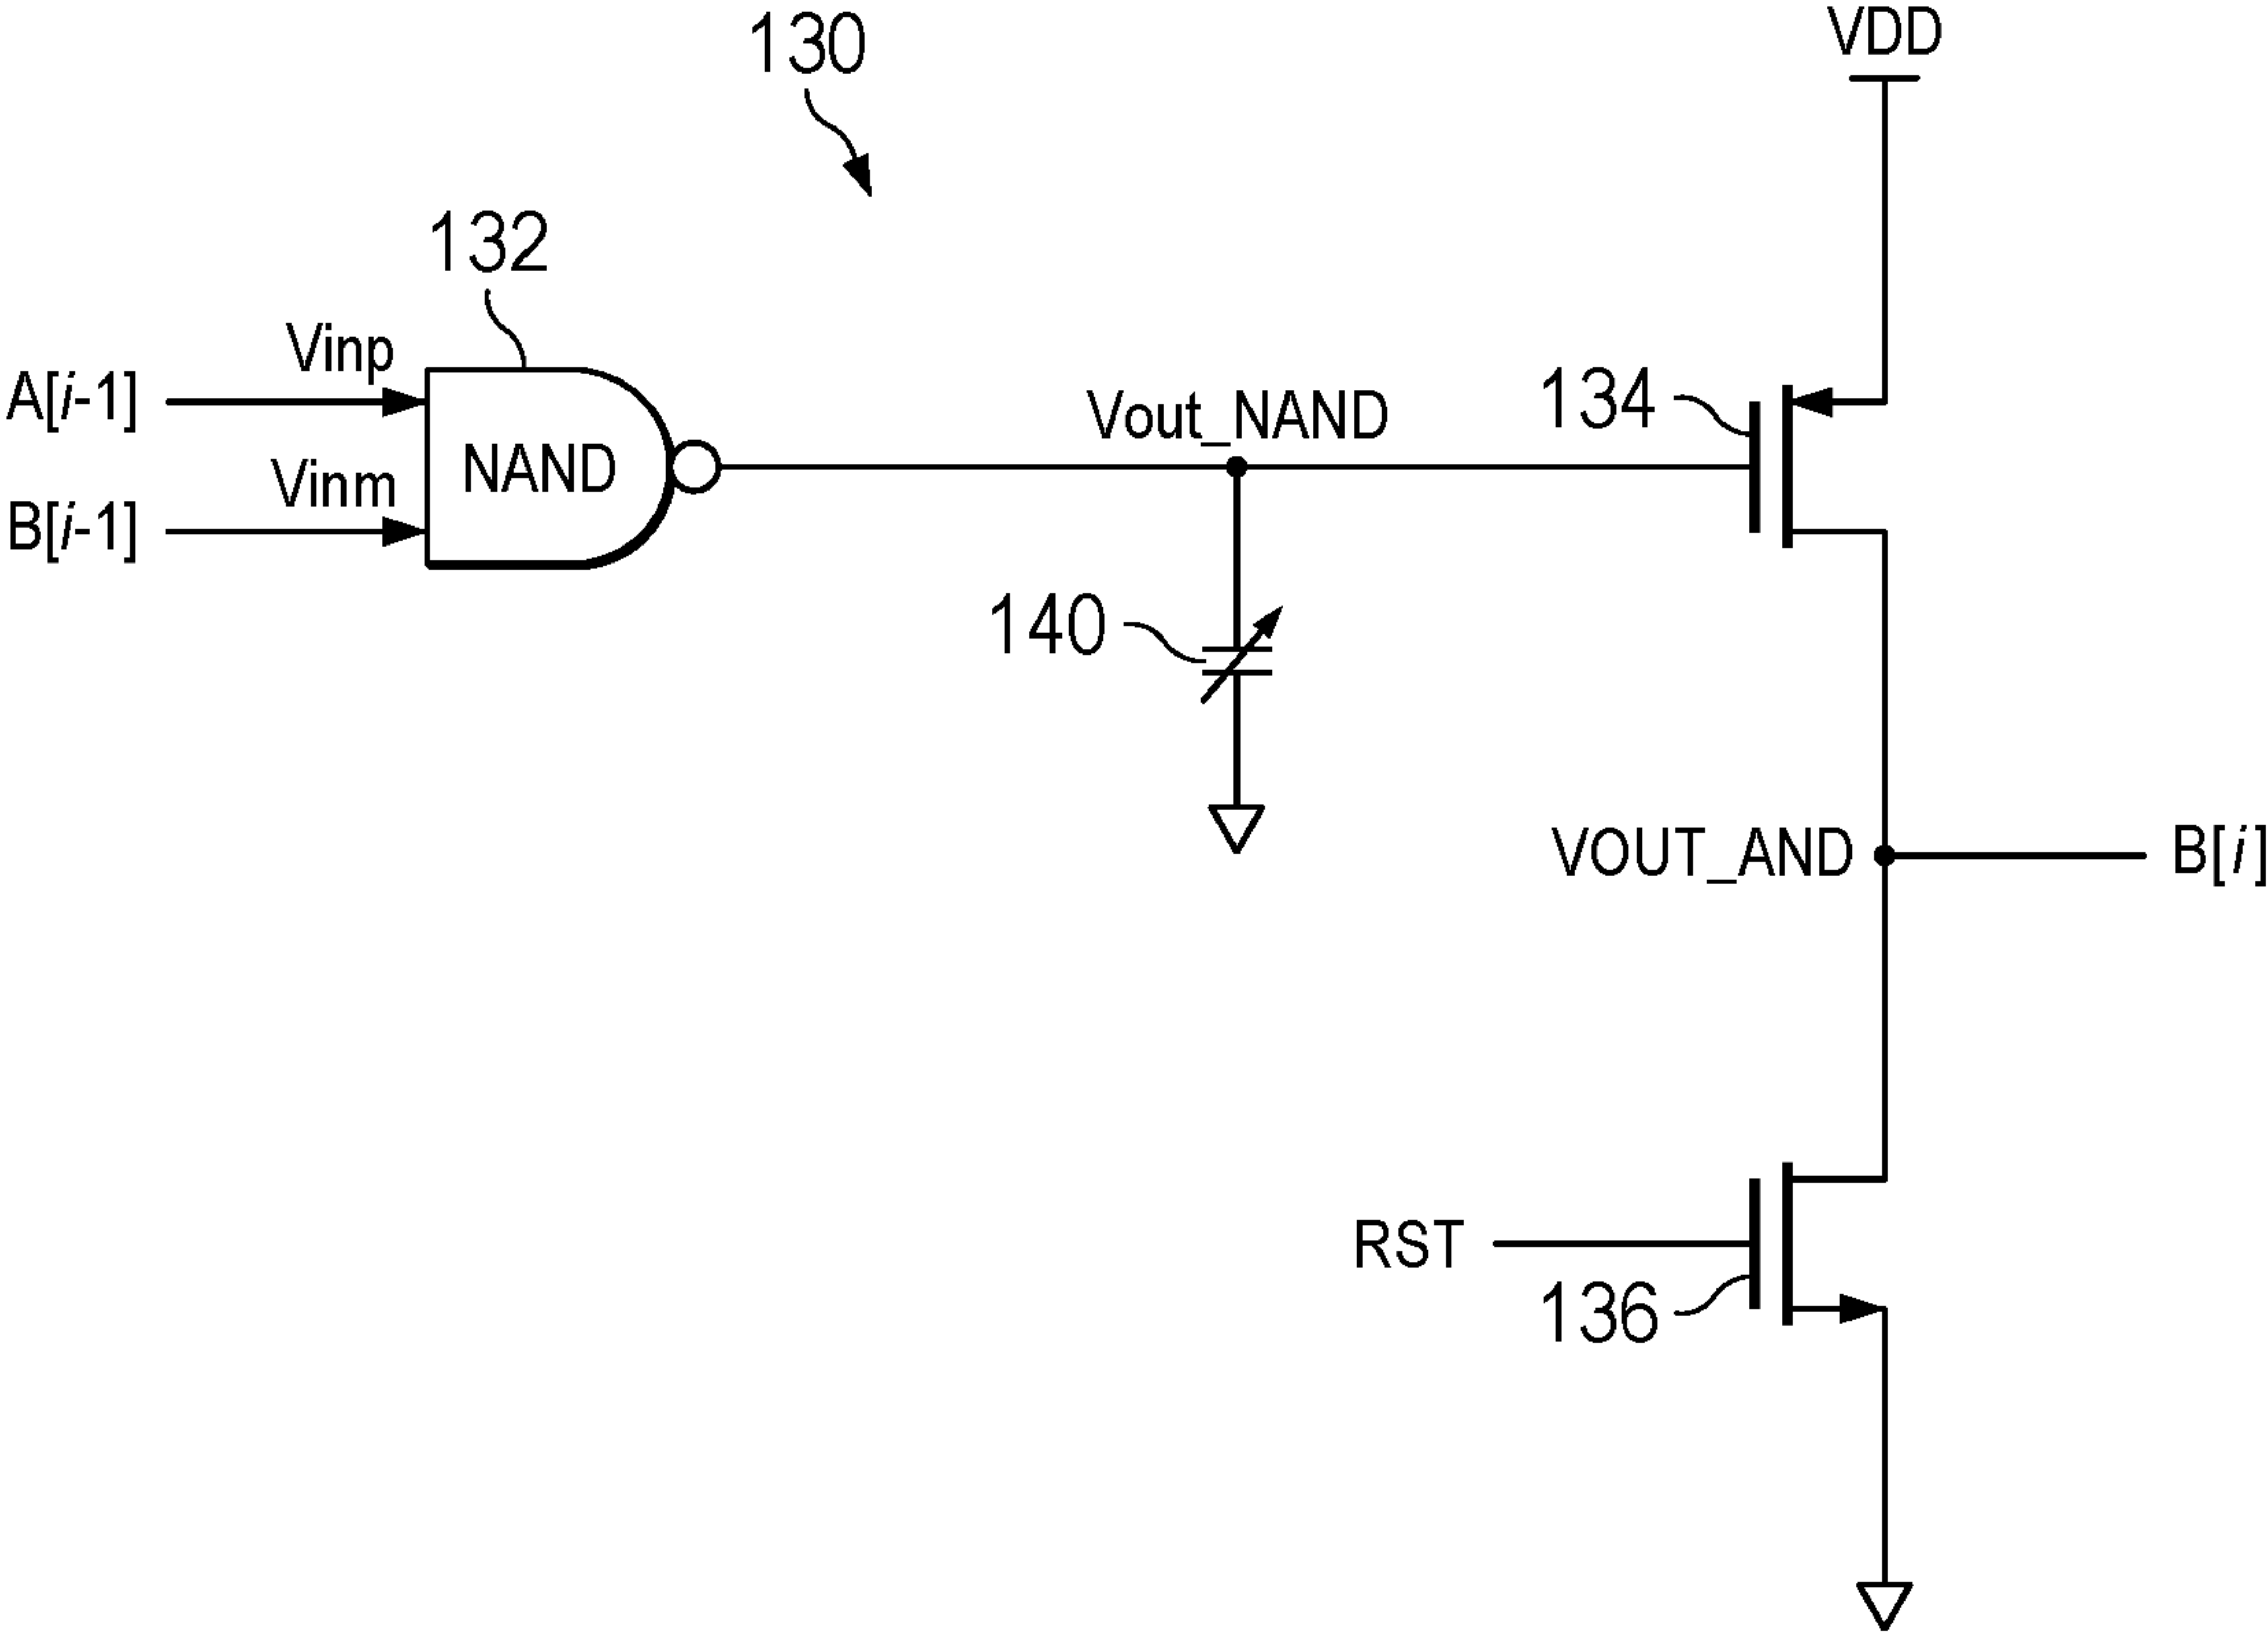 130
VDD
132
Vinp
A[i-1]
NAND
Vinm
B[i-1]
Vout_NAND
134
140
VOUT_AND
B[i]
RST
136